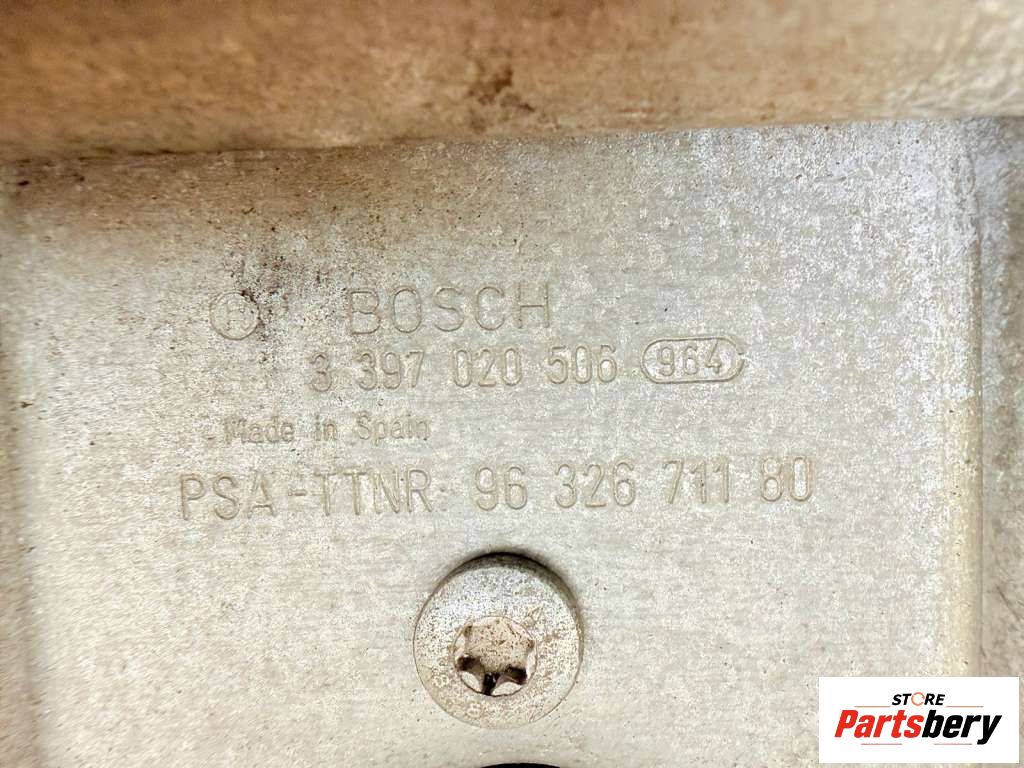 BOSCH
3 397 020 506 964
Made in Spain
PSA-TTNR: 96 326 711 80
STORE
Partsbery